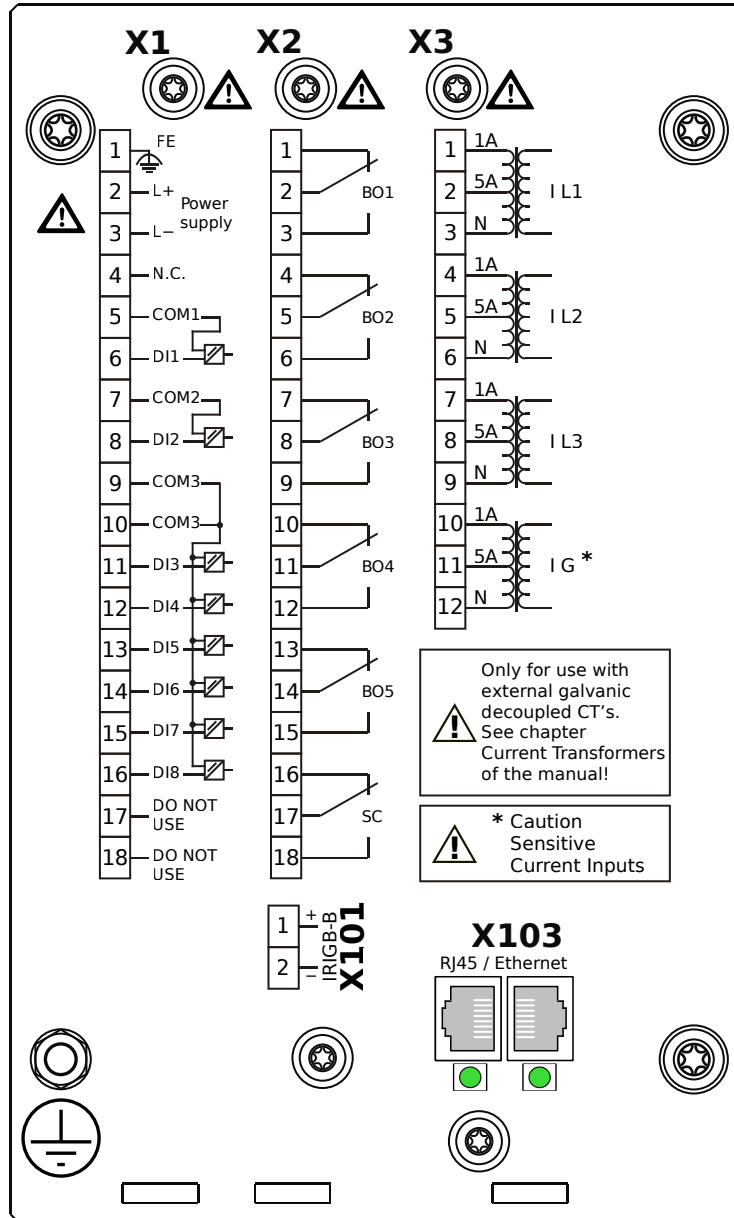 X1 X2 X3
1 FE
2 L+
Power
supply
3 L−
4 N.C.
5 COM1
6 DI1
7 COM2
8 DI2
9 COM3
10 COM3
11 DI3
12 DI4
13 DI5
14 DI6
15 DI7
16 DI8
17 DO NOT
USE
18 DO NOT
USE
1
2 BO1
3
4
5 BO2
6
7
8 BO3
9
10
11 BO4
12
13
14 BO5
15
16
17 SC
18
1 1A
2 5A I L1
3 N
4 1A
5 5A I L2
6 N
7 1A
8 5A I L3
9 N
10 1A
11 5A I G *
12 N
Only for use with
external galvanic
decoupled CT’s.
See chapter
Current Transformers
of the manual!
* Caution
Sensitive
Current Inputs
1 +
2 −
IRIGB-B
X101
X103
RJ45 / Ethernet